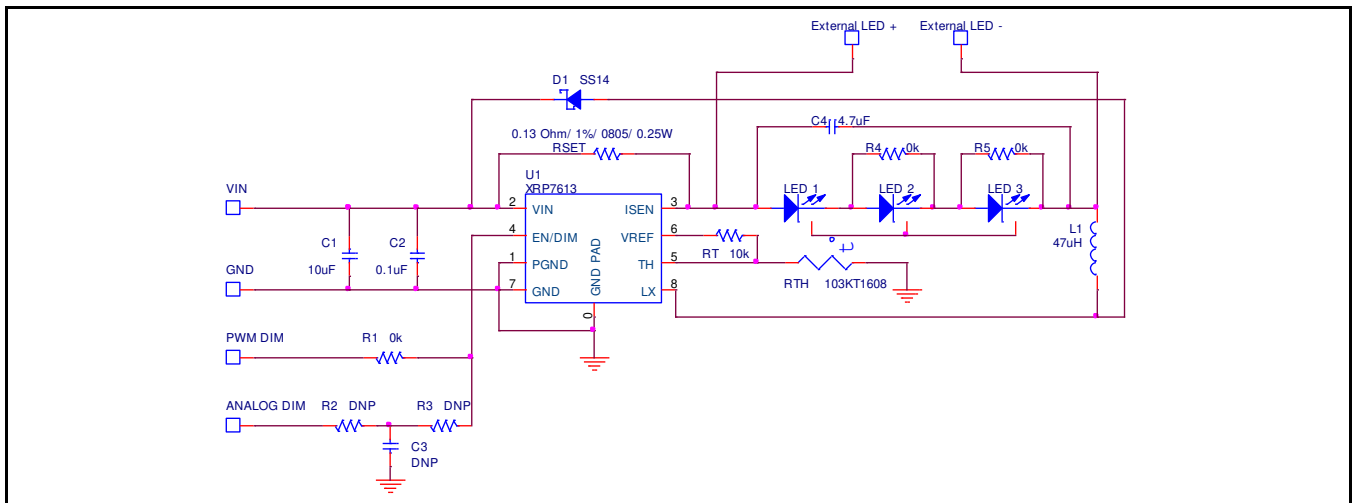 External LED +
External LED -
D1 SS14
C4 4.7uF
0.13 Ohm/ 1%/ 0805/ 0.25W
RSET
R4 0k
R5 0k
U1
XRP7613
LED 1
LED 2
LED 3
VIN
2
VIN
ISEN
3
4
EN/DIM
VREF
6
L1
47uH
C1
10uF
C2
0.1uF
RT 10k
GND
1
PGND
GND PAD
TH
5
7
GND
LX
8
RTH 103KT1608
0
PWM DIM
R1 0k
ANALOG DIM
R2 DNP
R3 DNP
C3
DNP